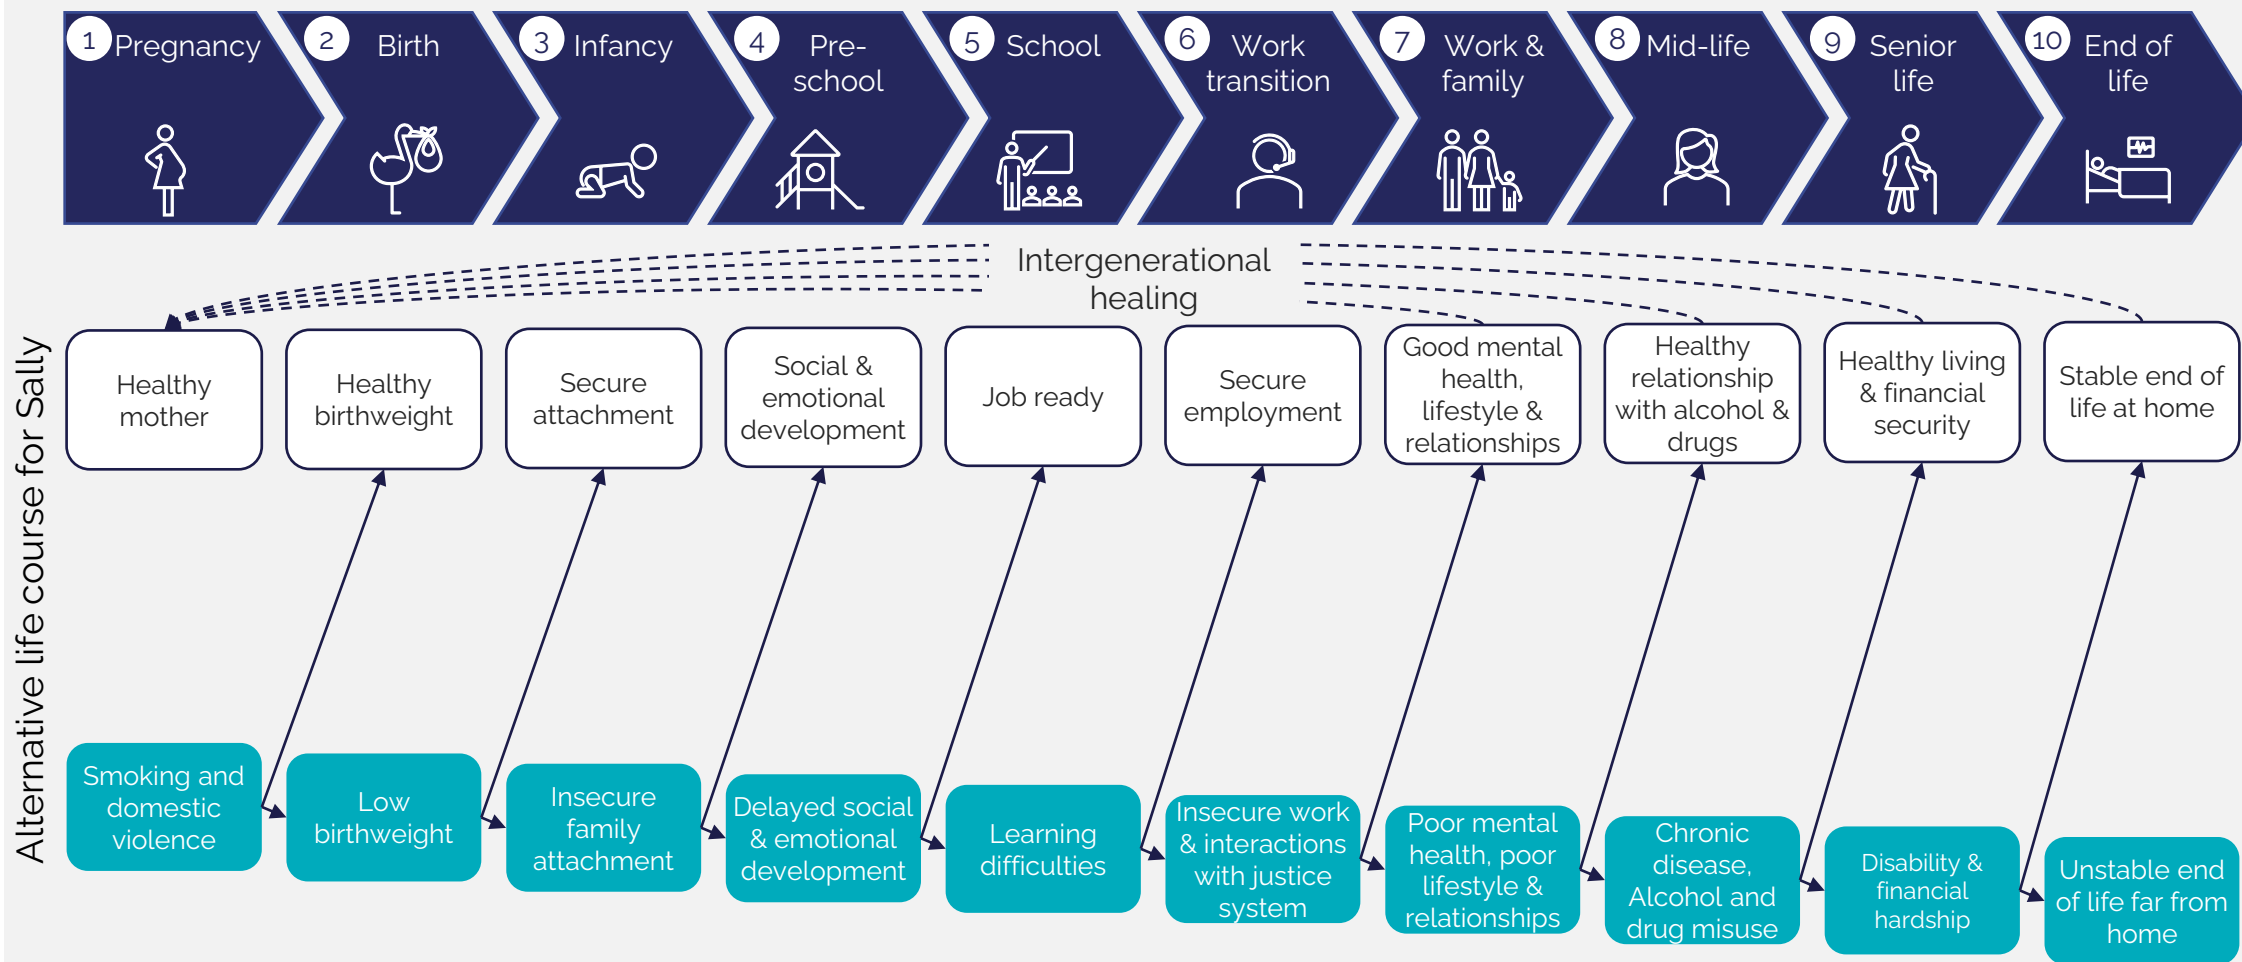 1 Pregnancy
2 Birth
3 Infancy
4 Pre-
school
5 School
6 Work
transition
7 Work &
family
8 Mid-life
9 Senior
life
10 End of
life
Intergenerational
healing
Alternative life course for Sally
Healthy
mother
Healthy
birthweight
Secure
attachment
Social &
emotional
development
Job ready
Secure
employment
Good mental
health,
lifestyle &
relationships
Healthy
relationship
with alcohol &
drugs
Healthy living
& financial
security
Stable end of
life at home
Smoking and
domestic
violence
Low
birthweight
Insecure
family
attachment
Delayed social
& emotional
development
Learning
difficulties
Insecure work
& interactions
with justice
system
Poor mental
health, poor
lifestyle &
relationships
Chronic
disease,
Alcohol and
drug misuse
Disability &
financial
hardship
Unstable end
of life far from
home